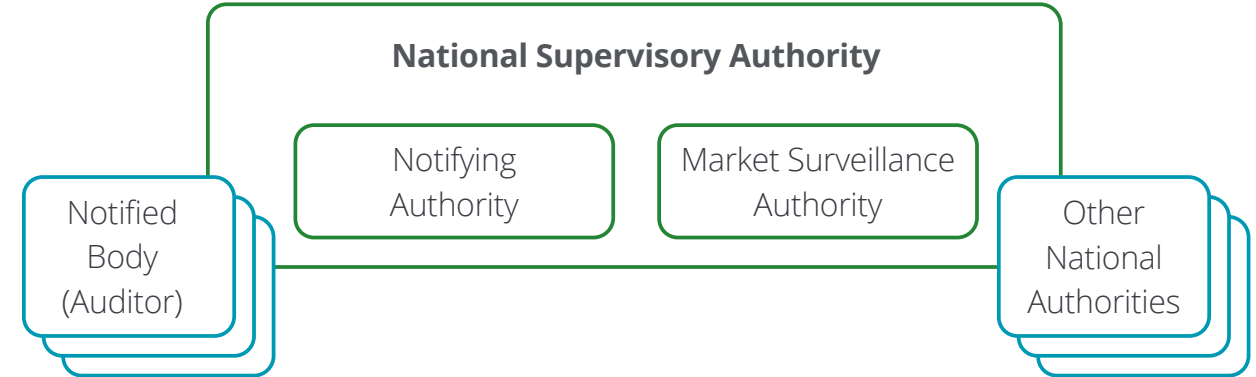 National Supervisory Authority
Notifying
Authority
Market Surveillance
Authority
Notified
Body
(Auditor)
Other
National
Authorities